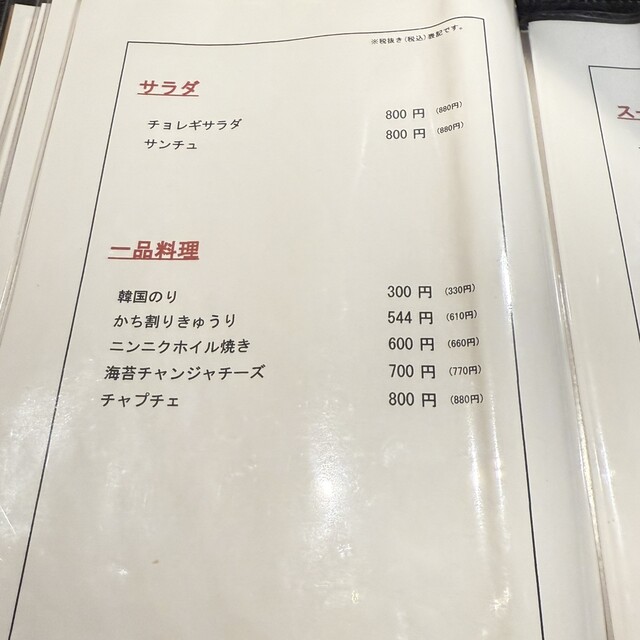 ※税抜き(税込)表記です。
サラダ
チョレギサラダ 800 円 (880円)
サンチュ 800 円 (880円)
一品料理
韓国のり 300 円 (330円)
かち割りきゅうり 544 円 (610円)
ニンニクホイル焼き 600 円 (660円)
海苔チャンジャチーズ 700 円 (770円)
チャプチェ 800 円 (880円)